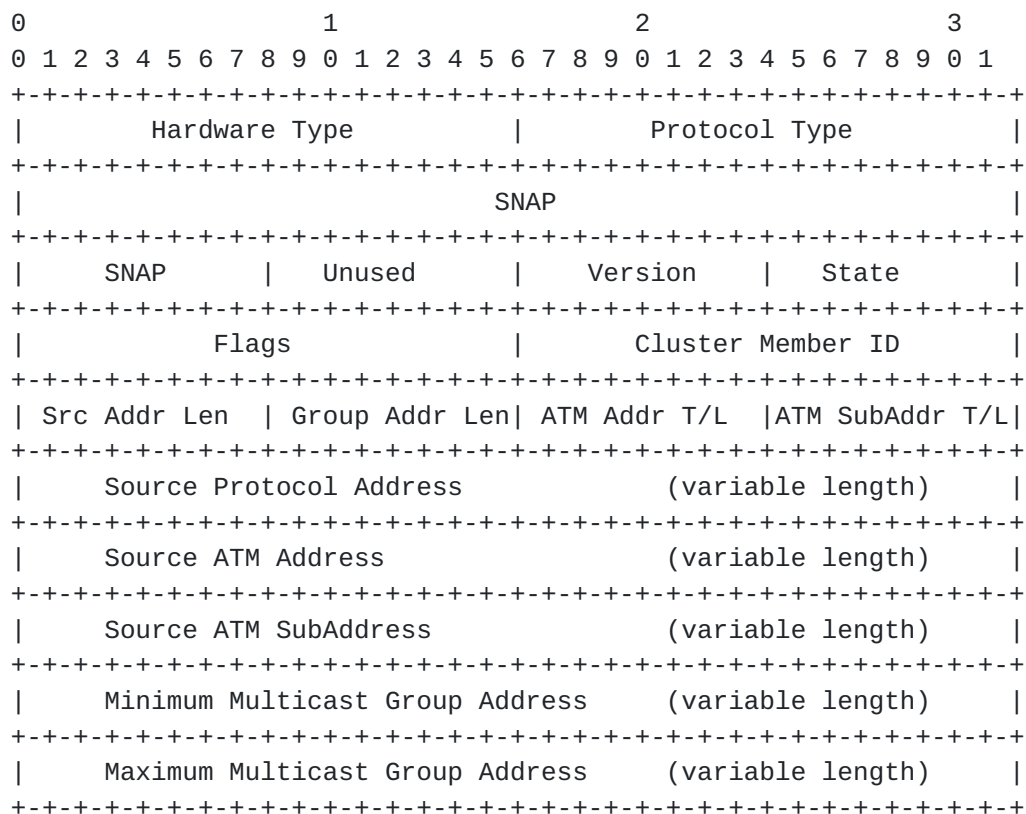 0                   1                   2                   3
0 1 2 3 4 5 6 7 8 9 0 1 2 3 4 5 6 7 8 9 0 1 2 3 4 5 6 7 8 9 0 1
+-+-+-+-+-+-+-+-+-+-+-+-+-+-+-+-+-+-+-+-+-+-+-+-+-+-+-+-+-+-+-+-+
|        Hardware Type          |        Protocol Type          |
+-+-+-+-+-+-+-+-+-+-+-+-+-+-+-+-+-+-+-+-+-+-+-+-+-+-+-+-+-+-+-+-+
|                              SNAP                             |
+-+-+-+-+-+-+-+-+-+-+-+-+-+-+-+-+-+-+-+-+-+-+-+-+-+-+-+-+-+-+-+-+
|     SNAP      |   Unused      |    Version    |   State       |
+-+-+-+-+-+-+-+-+-+-+-+-+-+-+-+-+-+-+-+-+-+-+-+-+-+-+-+-+-+-+-+-+
|            Flags              |       Cluster Member ID       |
+-+-+-+-+-+-+-+-+-+-+-+-+-+-+-+-+-+-+-+-+-+-+-+-+-+-+-+-+-+-+-+-+
| Src Addr Len  | Group Addr Len| ATM Addr T/L  |ATM SubAddr T/L|
+-+-+-+-+-+-+-+-+-+-+-+-+-+-+-+-+-+-+-+-+-+-+-+-+-+-+-+-+-+-+-+-+
|     Source Protocol Address             (variable length)     |
+-+-+-+-+-+-+-+-+-+-+-+-+-+-+-+-+-+-+-+-+-+-+-+-+-+-+-+-+-+-+-+-+
|     Source ATM Address                  (variable length)     |
+-+-+-+-+-+-+-+-+-+-+-+-+-+-+-+-+-+-+-+-+-+-+-+-+-+-+-+-+-+-+-+-+
|     Source ATM SubAddress               (variable length)     |
+-+-+-+-+-+-+-+-+-+-+-+-+-+-+-+-+-+-+-+-+-+-+-+-+-+-+-+-+-+-+-+-+
|     Minimum Multicast Group Address     (variable length)     |
+-+-+-+-+-+-+-+-+-+-+-+-+-+-+-+-+-+-+-+-+-+-+-+-+-+-+-+-+-+-+-+-+
|     Maximum Multicast Group Address     (variable length)     |
+-+-+-+-+-+-+-+-+-+-+-+-+-+-+-+-+-+-+-+-+-+-+-+-+-+-+-+-+-+-+-+-+